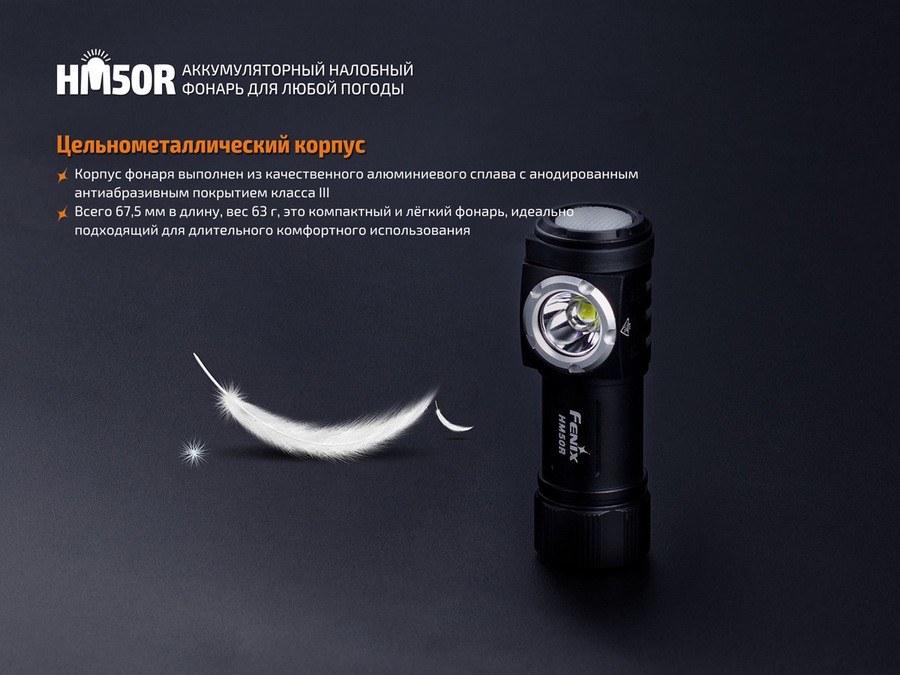 HM50R
АККУМУЛЯТОРНЫЙ НАЛОБНЫЙ
ФОНАРЬ ДЛЯ ЛЮБОЙ ПОГОДЫ
Цельнометаллический корпус
Корпус фонаря выполнен из качественного алюминиевого сплава с анодированным
антиабразивным покрытием класса III
Всего 67,5 мм в длину, вес 63 г, это компактный и лёгкий фонарь, идеально
подходящий для длительного комфортного использования
FENIX
HM50R